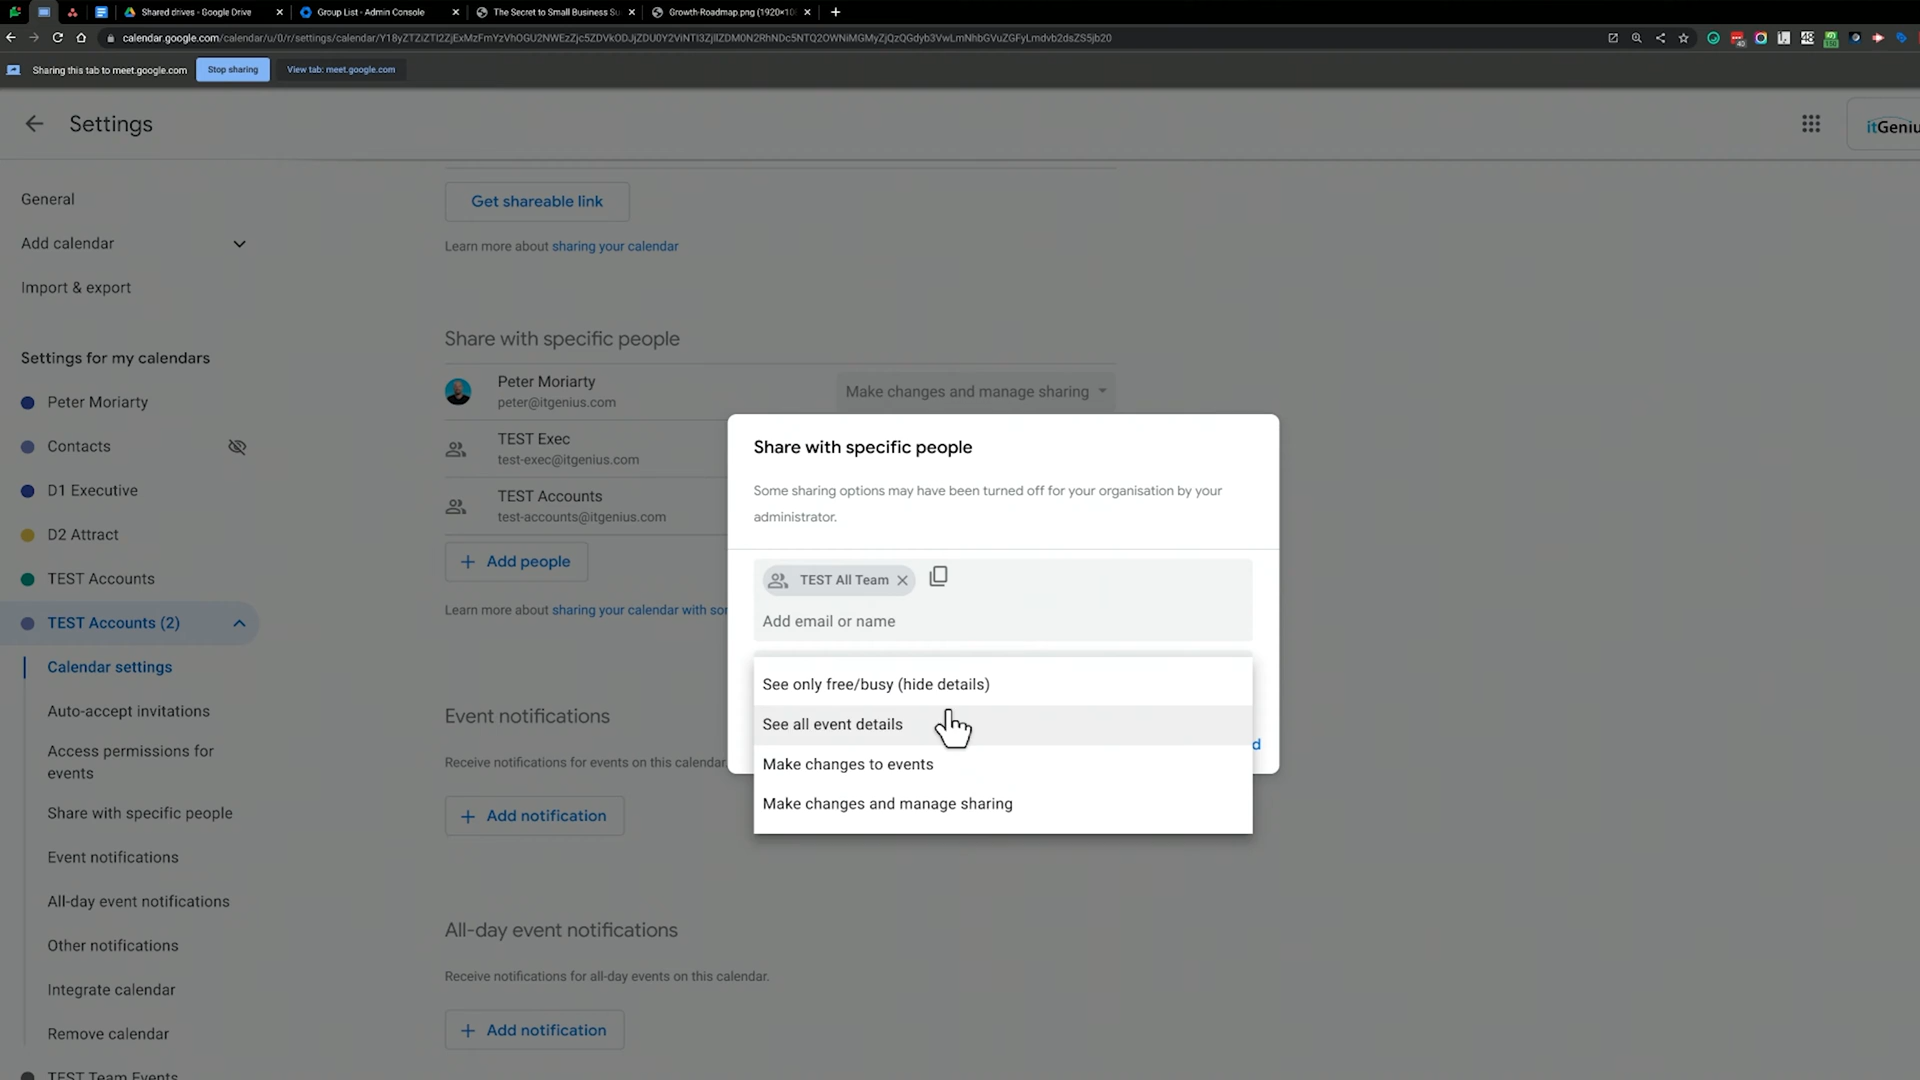 Shared drives - Google Drive
Group List - Admin Console
The Secret to Small Business Su
Growth-Roadmap.png (1920×10
calendar.google.com/calendar/u/0/r/settings/calendar/
Sharing this tab to meet.google.com
Stop sharing
View tab: meet.google.com
Settings
itGeniu
General
Add calendar
Import & export
Settings for my calendars
Peter Moriarty
Contacts
D1 Executive
D2 Attract
TEST Accounts
TEST Accounts (2)
Calendar settings
Auto-accept invitations
Access permissions for
events
Share with specific people
Event notifications
All-day event notifications
Other notifications
Integrate calendar
Remove calendar
TEST Team Events
Get shareable link
Learn more about sharing your calendar
Share with specific people
Peter Moriarty
peter@itgenius.com
Make changes and manage sharing
TEST Exec
test-exec@itgenius.com
TEST Accounts
test-accounts@itgenius.com
+ Add people
Learn more about sharing your calendar with so
Event notifications
Receive notifications for events on this calendar
+ Add notification
All-day event notifications
Receive notifications for all-day events on this calendar.
+ Add notification
Share with specific people
Some sharing options may have been turned off for your organisation by your
administrator.
TEST All Team
Add email or name
See only free/busy (hide details)
See all event details
Make changes to events
Make changes and manage sharing
d